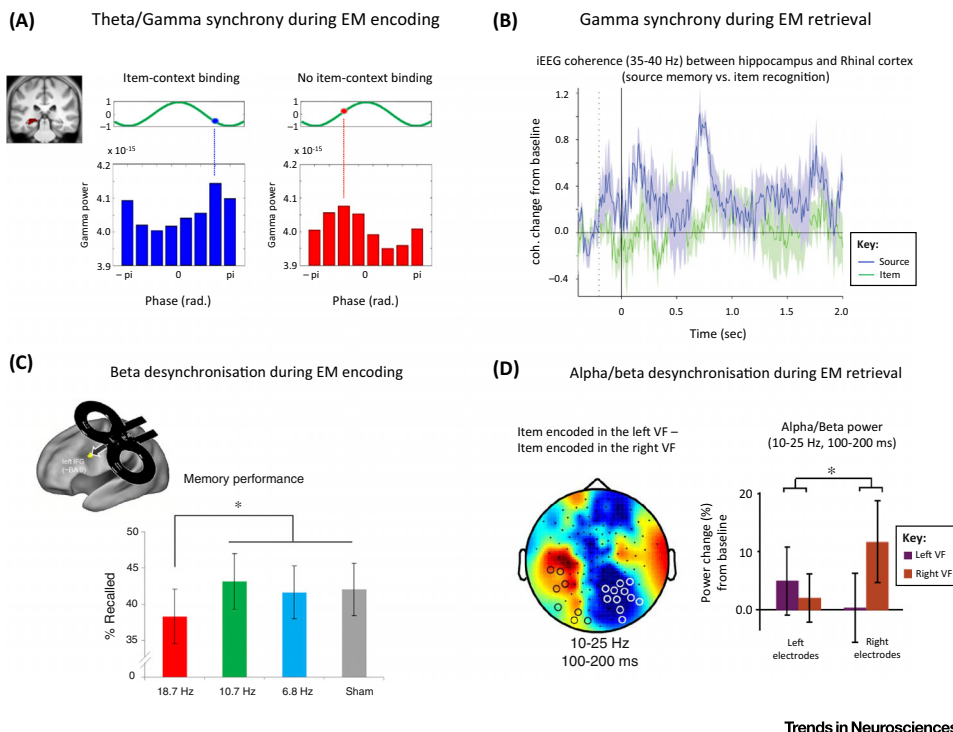 (A)
Theta/Gamma synchrony during EM encoding
Item-context binding
No item-context binding
1
0
−1
1
0
−1
x 10-15
x 10-15
4.2
4.1
4.0
3.9
Gamma power
4.2
4.1
4.0
3.9
− pi
0
pi
− pi
0
pi
Phase (rad.)
Phase (rad.)
(B)
Gamma synchrony during EM retrieval
iEEG coherence (35-40 Hz) between hippocampus and Rhinal cortex
(source memory vs. item recognition)
coh. change from baseline
1.2
0.8
0.4
0.0
−0.4
0
0.5
1.0
1.5
2.0
Time (sec)
Key:
Source
Item
(C)
Beta desynchronisation during EM encoding
left IFG
(~BA 9)
Memory performance
*
% Recalled
50
45
40
35
0
18.7 Hz
10.7 Hz
6.8 Hz
Sham
(D)
Alpha/beta desynchronisation during EM retrieval
Item encoded in the left VF –
Item encoded in the right VF
10-25 Hz
100-200 ms
Alpha/Beta power
(10-25 Hz, 100-200 ms)
*
Power change (%)
from baseline
20
10
0.0
Left
electrodes
Right
electrodes
Key:
Left VF
Right VF
Trends in Neurosciences